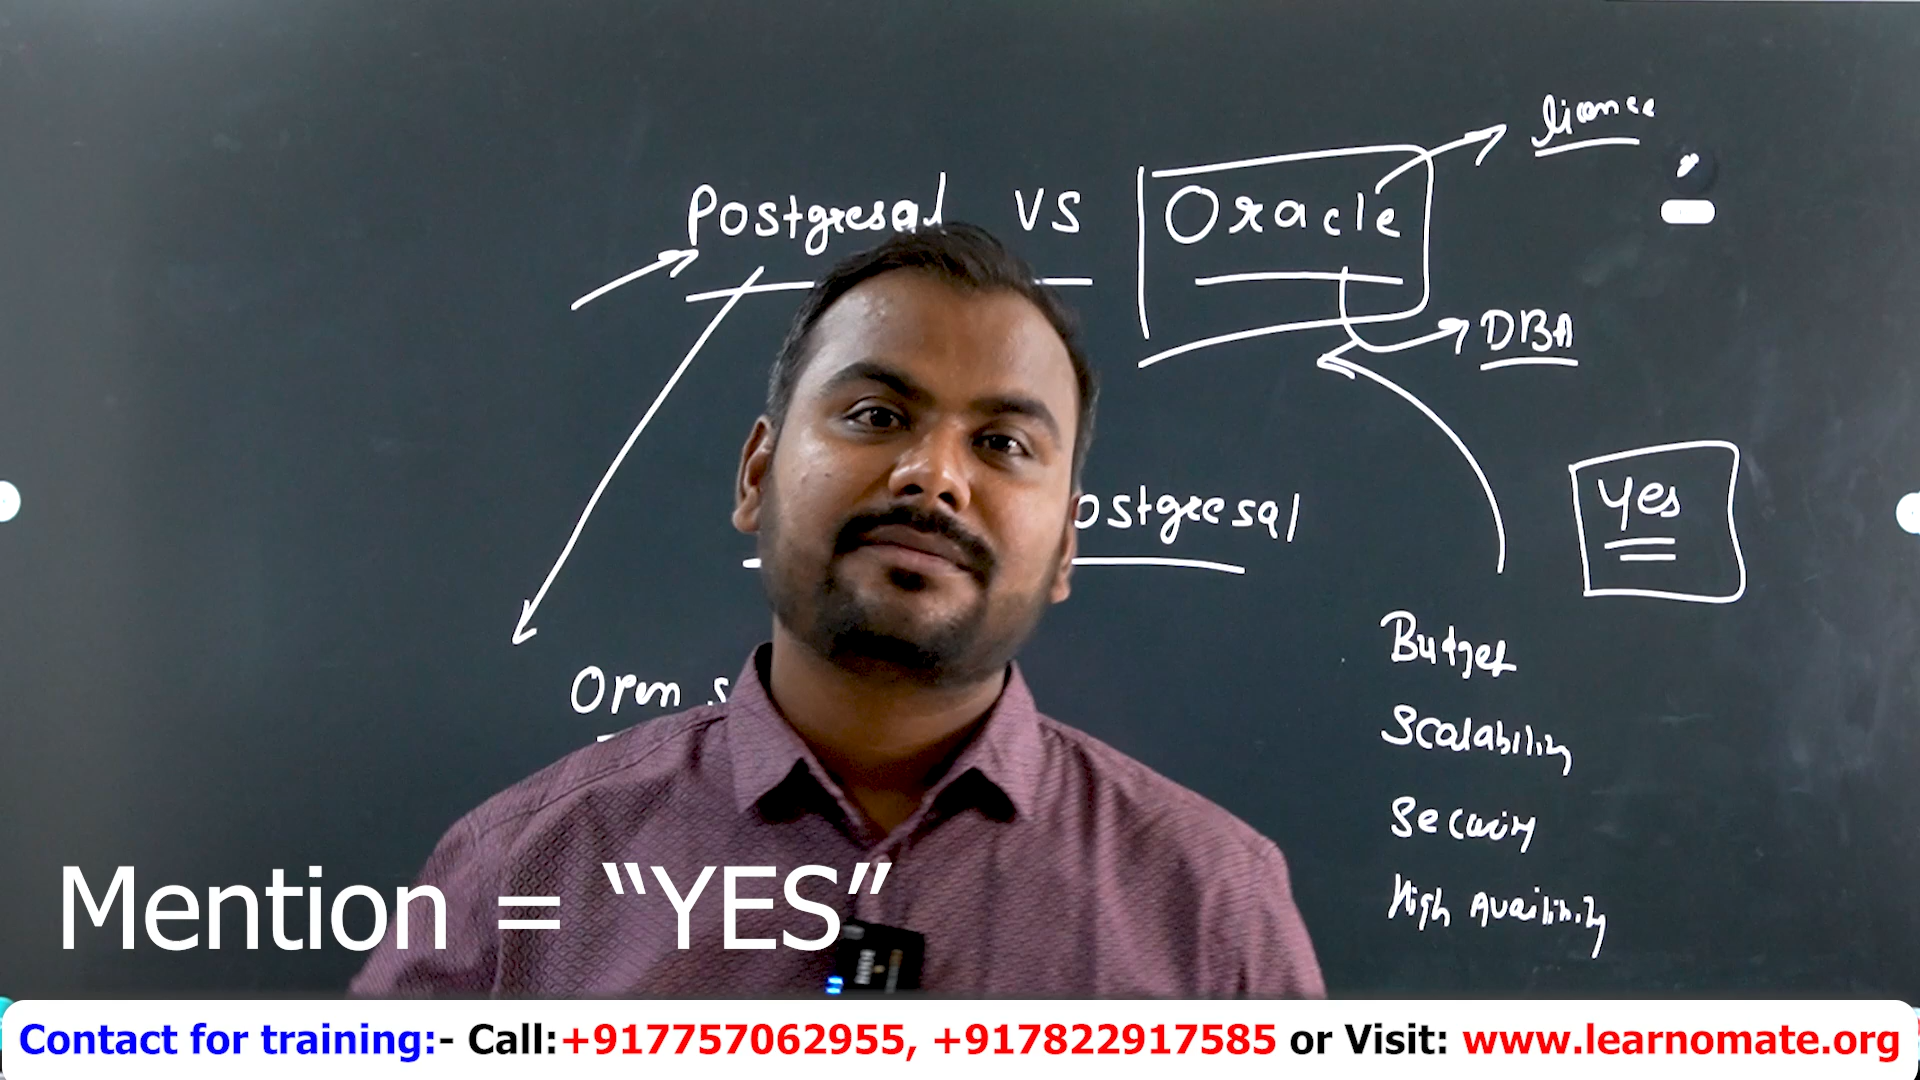 licence
Postgresql VS Oracle
DBA
ostgresql
Yes
Open S
Budget
Scalability
Security
High Availibility
Mention = “YES”
Contact for training:- Call:+917757062955, +917822917585 or Visit: www.learnomate.org